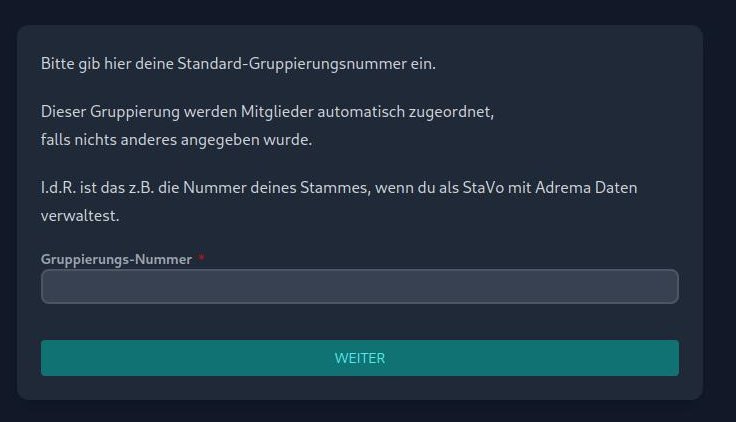 Bitte gib hier deine Standard-Gruppierungsnummer ein.
Dieser Gruppierung werden Mitglieder automatisch zugeordnet,
falls nichts anderes angegeben wurde.
I.d.R. ist das z.B. die Nummer deines Stammes, wenn du als StaVo mit Adrema Daten
verwaltest.
Gruppierungs-Nummer *
WEITER